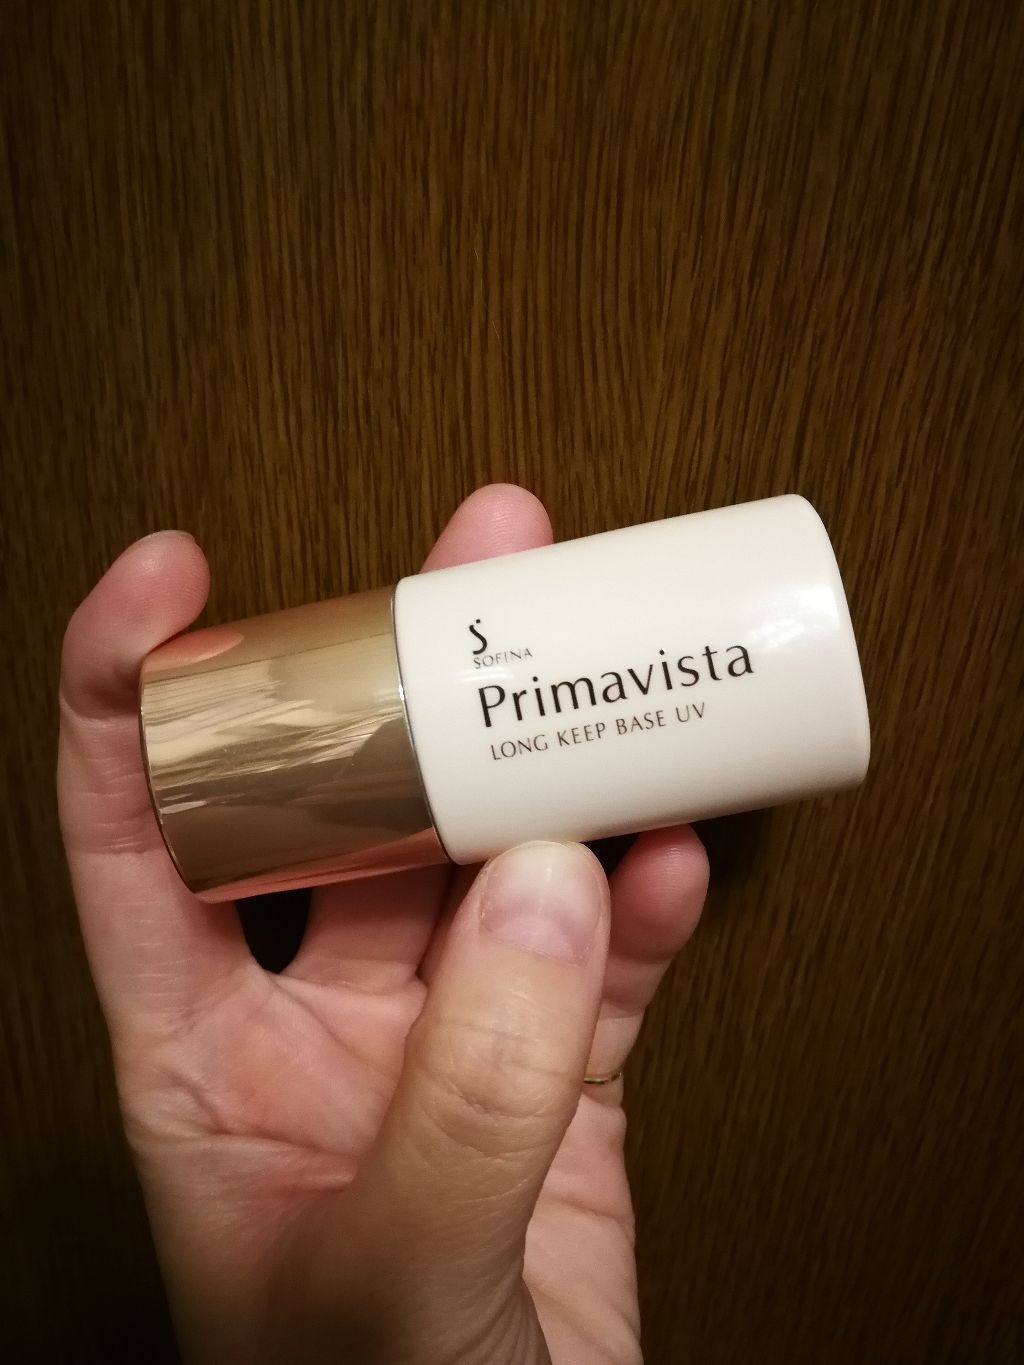 S
SOFINA
Primavista
LONG KEEP BASE UV